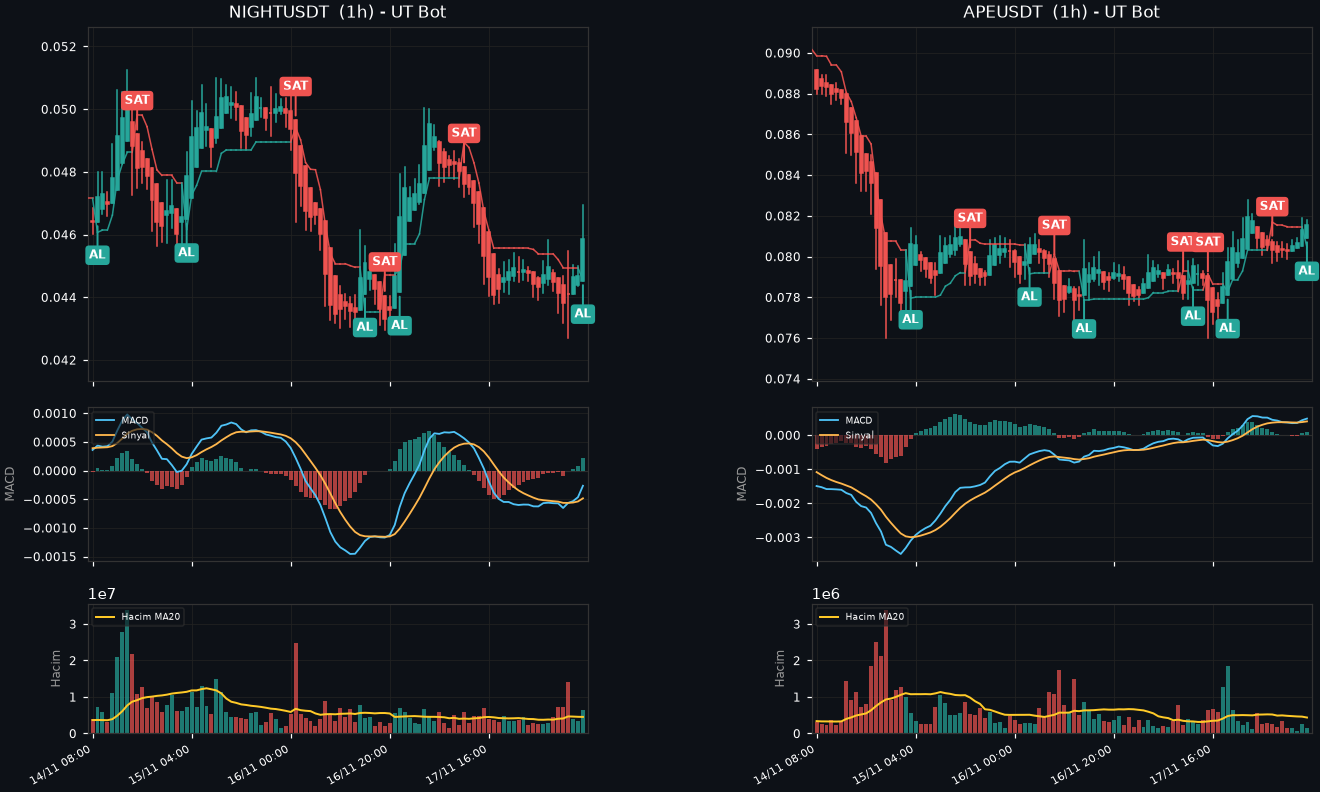 NIGHTUSDT  (1h) - UT Bot
0.052
0.050
0.048
0.046
0.044
0.042
SAT
SAT
SAT
SAT
AL
AL
AL
AL
AL
0.0010
0.0005
0.0000
−0.0005
−0.0010
−0.0015
MACD
MACD
Sinyal
1e7
3
2
1
0
Hacim
Hacim MA20
14/11 08:00
15/11 04:00
16/11 00:00
16/11 20:00
17/11 16:00
APEUSDT  (1h) - UT Bot
0.090
0.088
0.086
0.084
0.082
0.080
0.078
0.076
0.074
SAT
SAT
SAT
SAT
SAT
AL
AL
AL
AL
AL
AL
0.000
−0.001
−0.002
−0.003
MACD
MACD
Sinyal
1e6
3
2
1
0
Hacim
Hacim MA20
14/11 08:00
15/11 04:00
16/11 00:00
16/11 20:00
17/11 16:00